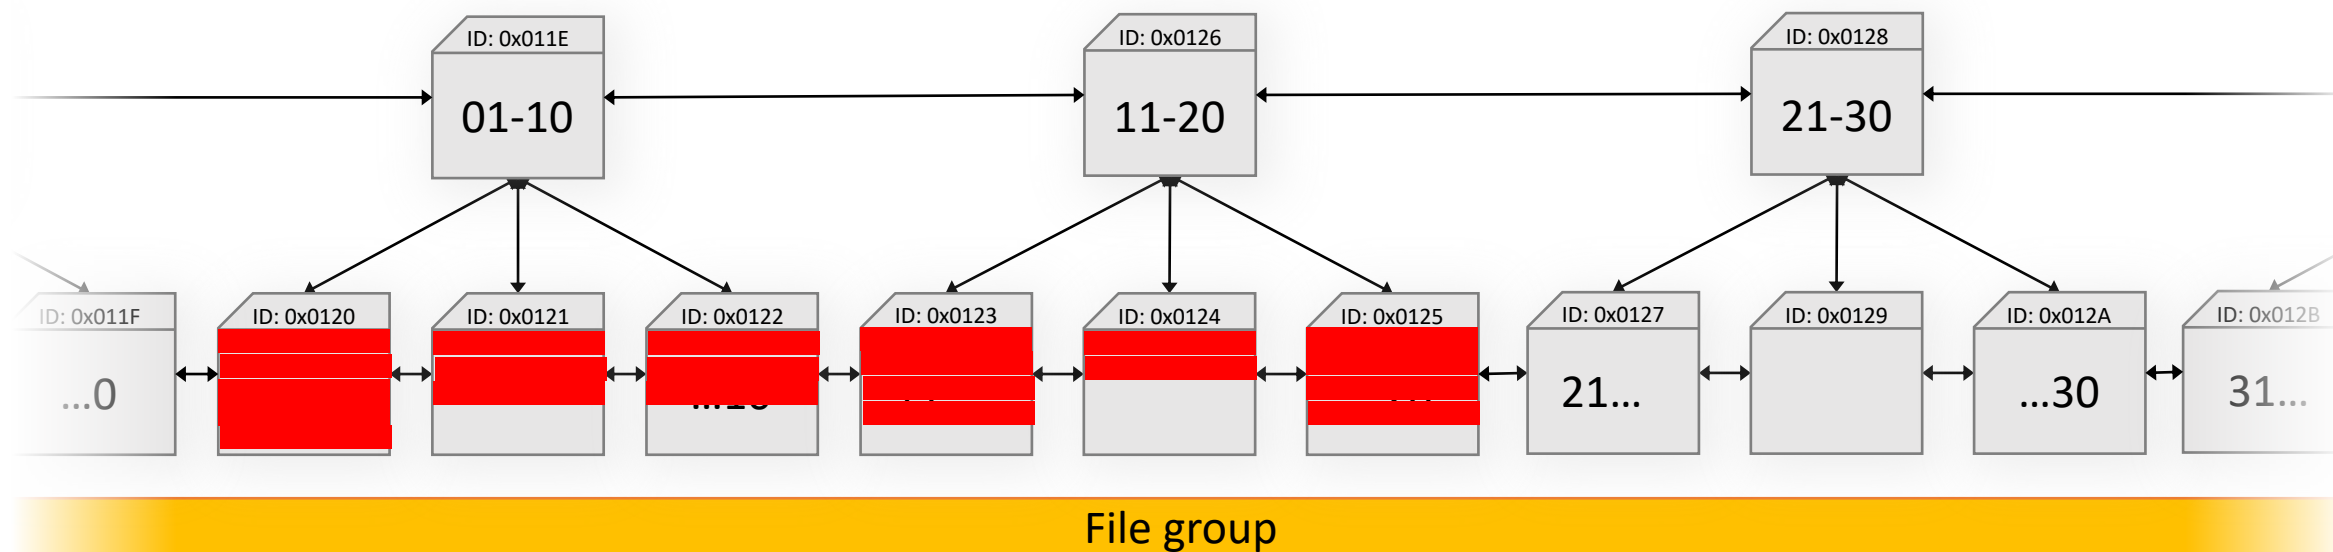 ID: 0x011E
01-10
ID: 0x0126
11-20
ID: 0x0128
21-30
ID: 0x011F
...0
ID: 0x0120
ID: 0x0121
ID: 0x0122
ID: 0x0123
ID: 0x0124
ID: 0x0125
ID: 0x0127
21...
ID: 0x0129
ID: 0x012A
...30
ID: 0x012B
31...
File group